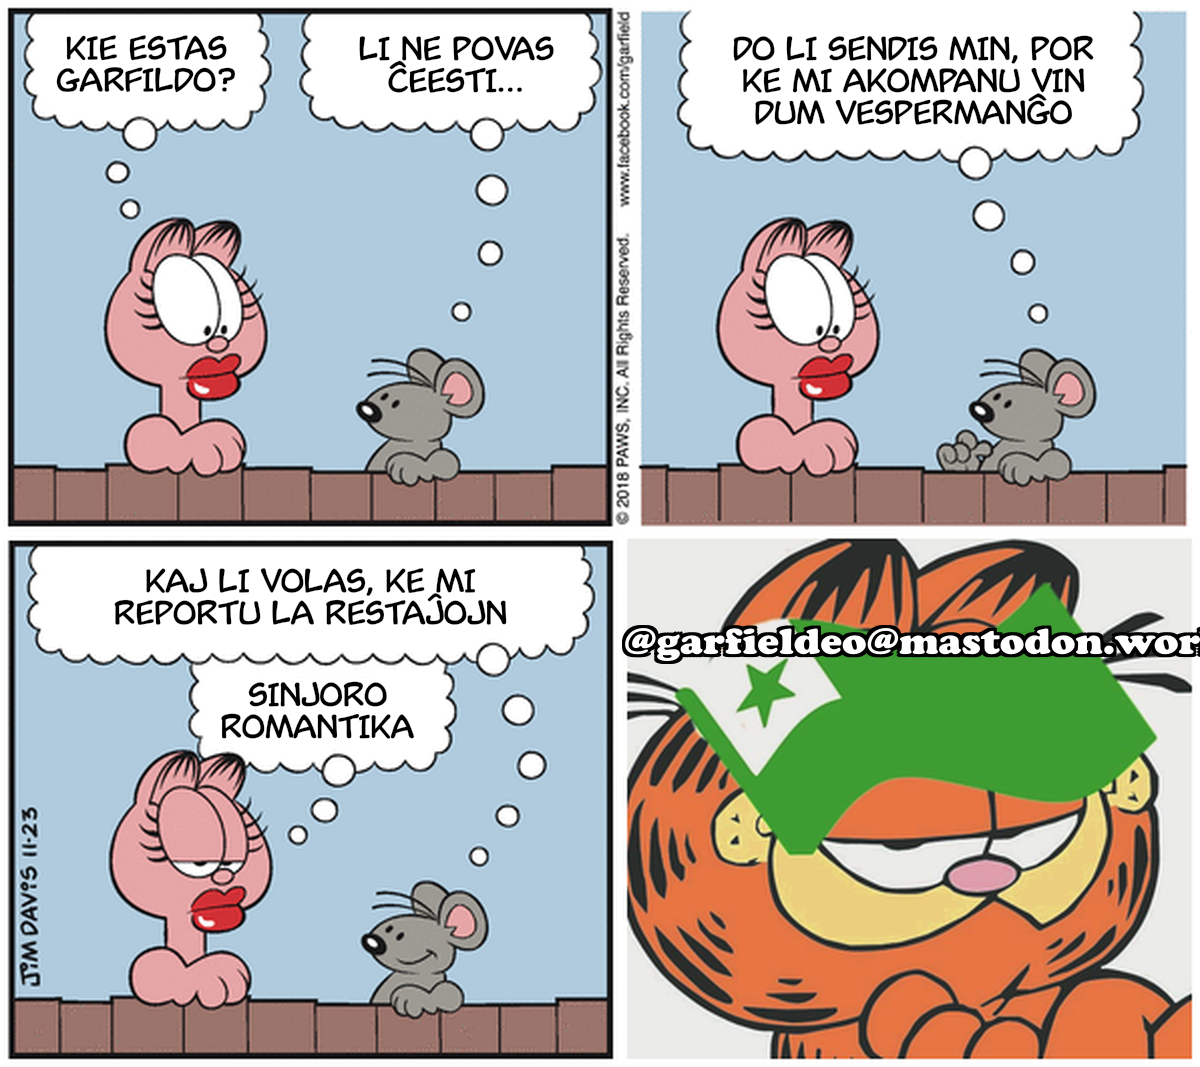 KIE ESTAS
GARFILDO?
LI NE POVAS
ĈEESTI...
© 2018 PAWS, INC. All Rights Reserved. www.facebook.com/garfield
DO LI SENDIS MIN, POR
KE MI AKOMPANU VIN
DUM VESPERMANĜO
KAJ LI VOLAS, KE MI
REPORTU LA RESTAĴOJN
SINJORO
ROMANTIKA
JIM DAVIS 11·23
@garfieldeo@mastodon.wor